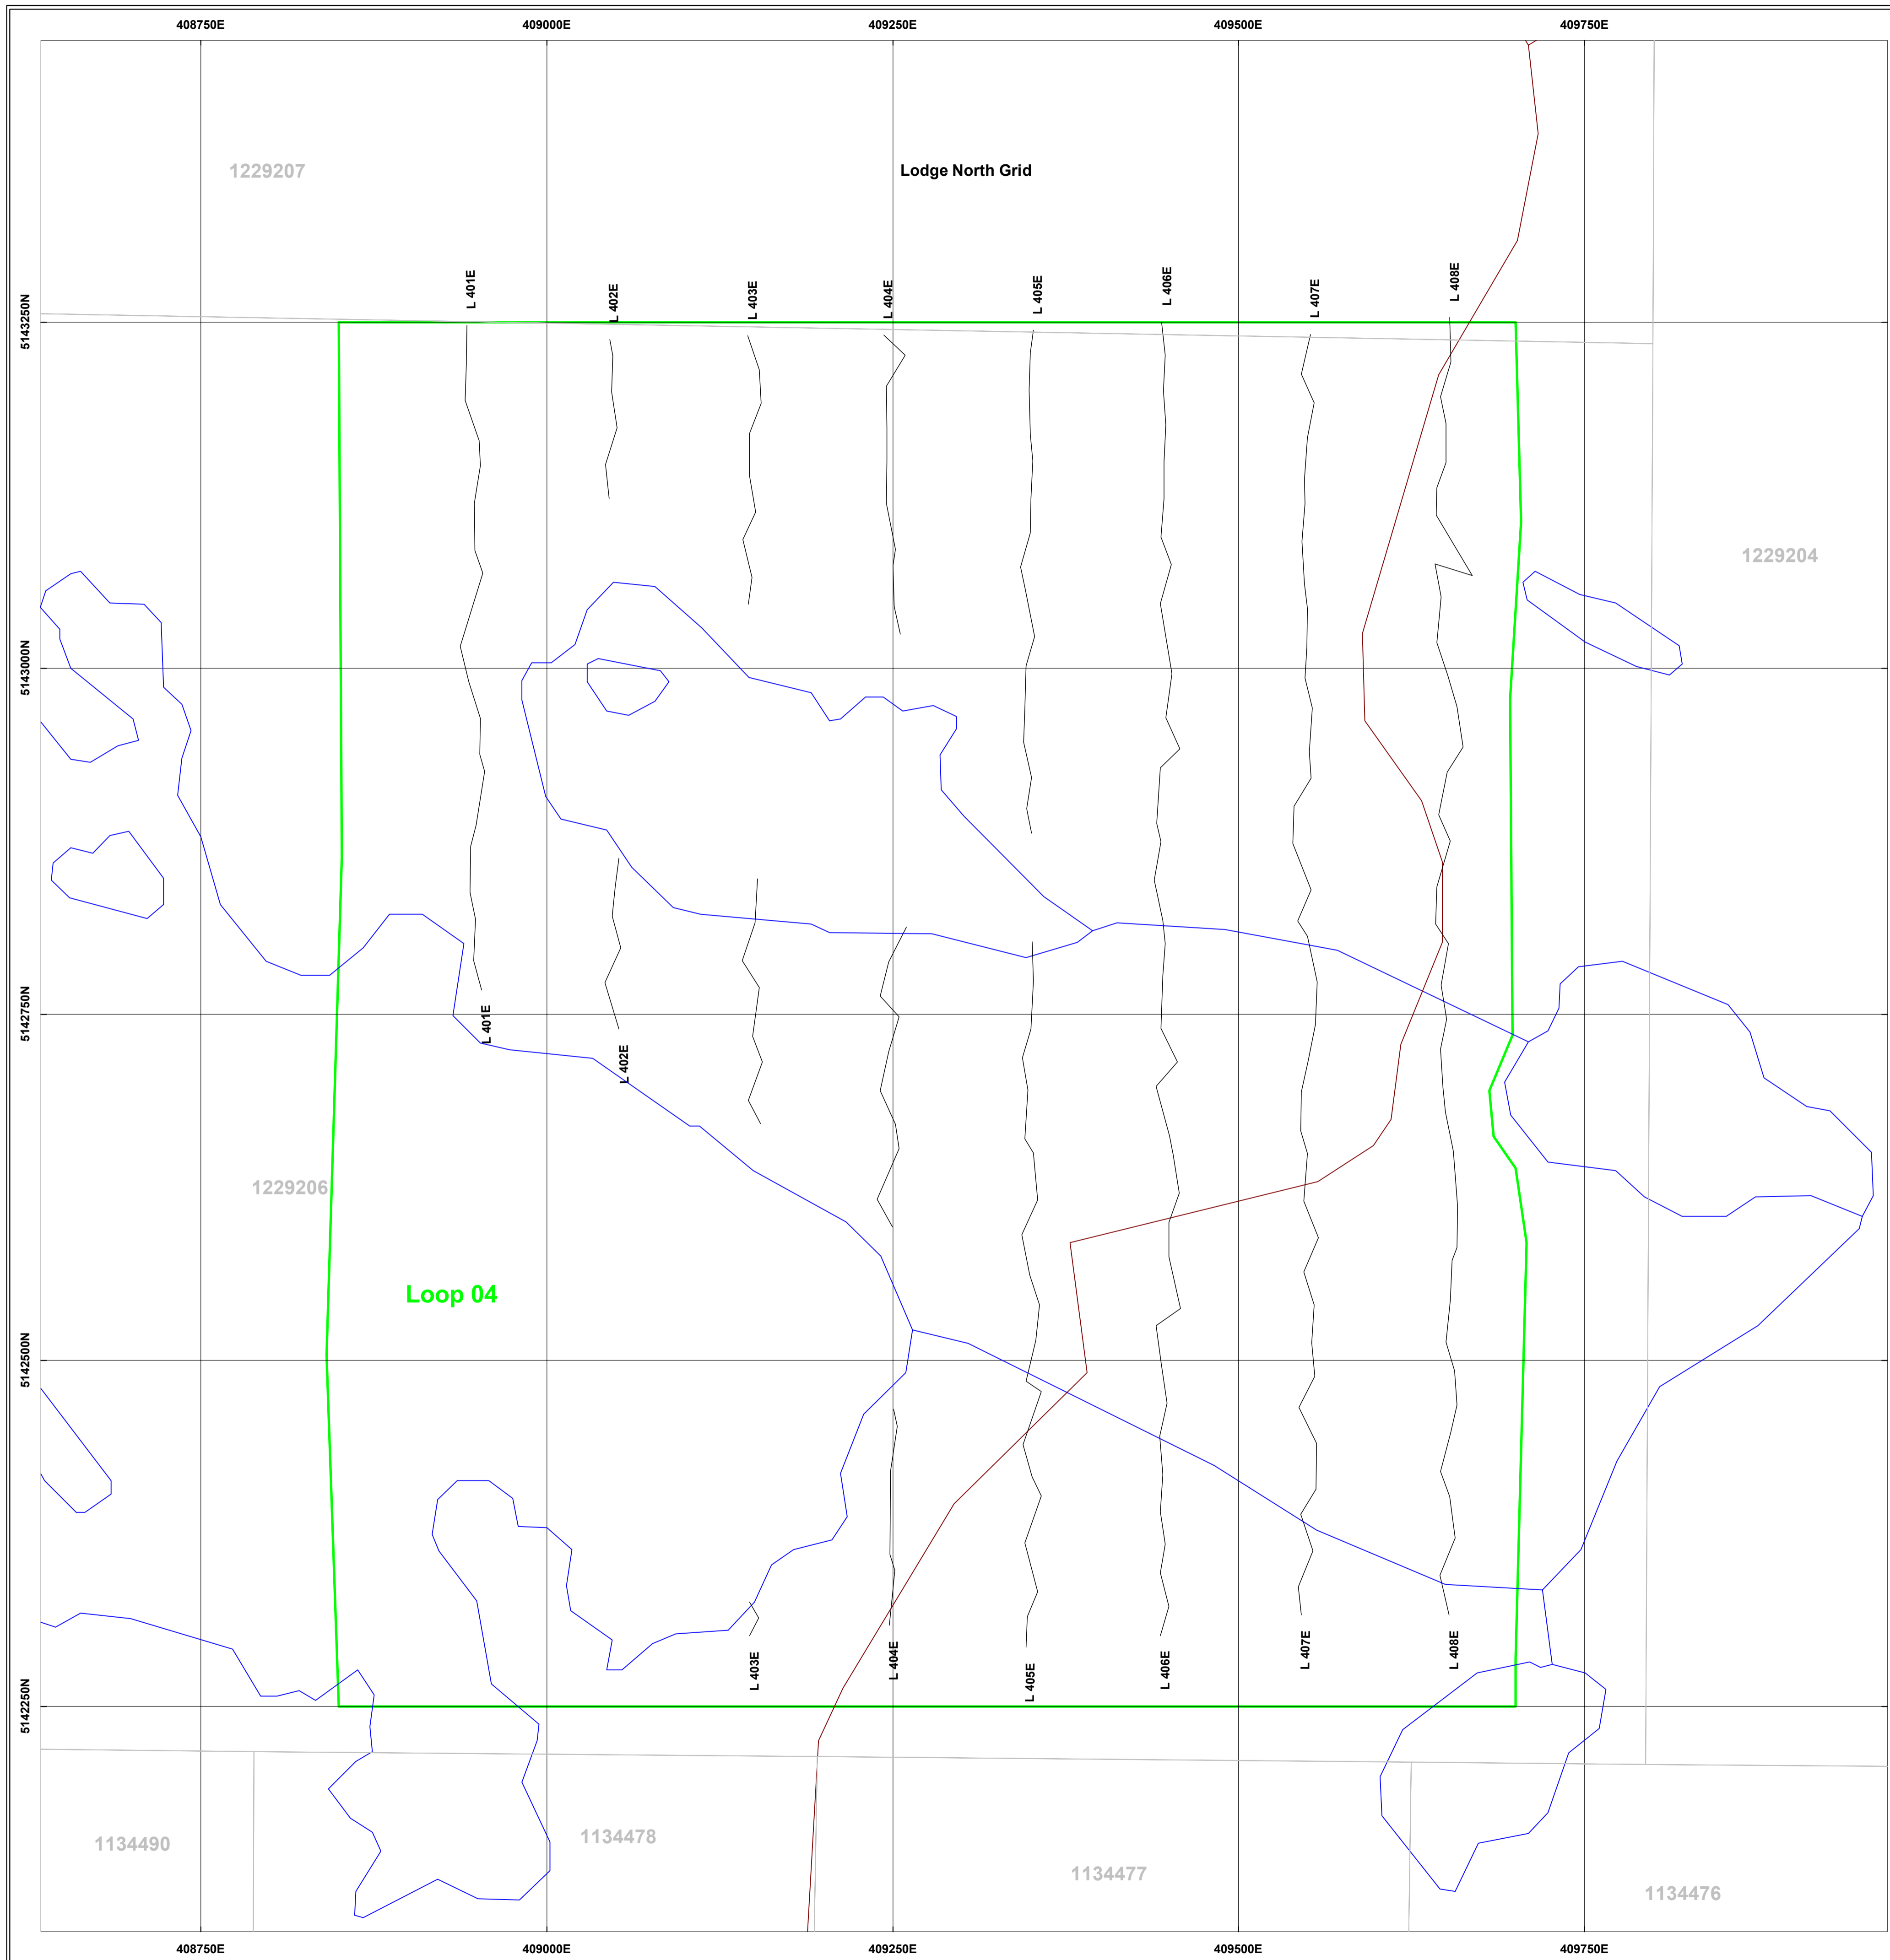 408750E 409000E 409250E 409500E 409750E
1229207
Lodge North Grid
L 401E
L 402E
L 403E
L 404E
L 405E
L 406E
L 407E
L 408E
5143250N
1229204
5143000N
5142750N
L 401E
L 402E
1229206
Loop 04
5142500N
L 403E
L 404E
L 405E
L 406E
L 407E
L 408E
5142250N
1134490
1134478
1134477
1134476
408750E 409000E 409250E 409500E 409750E